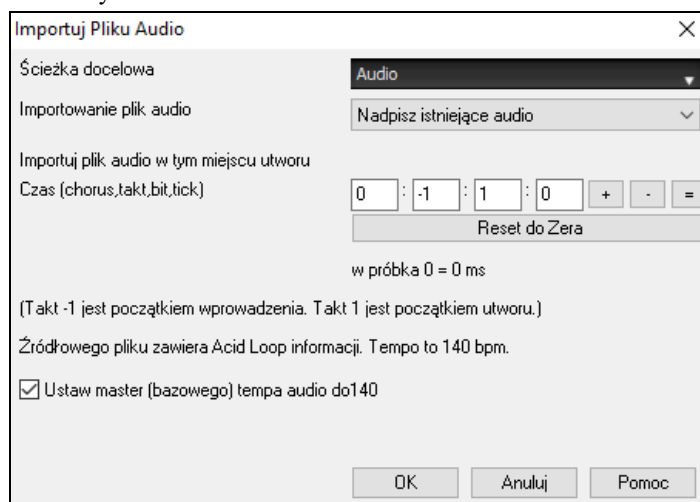 Importuj Pliku Audio
Ścieżka docelowa
Audio
Importowanie plik audio
Nadpisz istniejące audio
Importuj plik audio w tym miejscu utworu
Czas (chorus,takt,bit,tick)
0 : -1 : 1 : 0 + - =
Reset do Zera
w próbka 0 = 0 ms
(Takt -1 jest początkiem wprowadzenia. Takt 1 jest początkiem utworu.)
Źródłowego pliku zawiera Acid Loop informacji. Tempo to 140 bpm.
Ustaw master (bazowego) tempa audio do140
OK Anuluj Pomoc